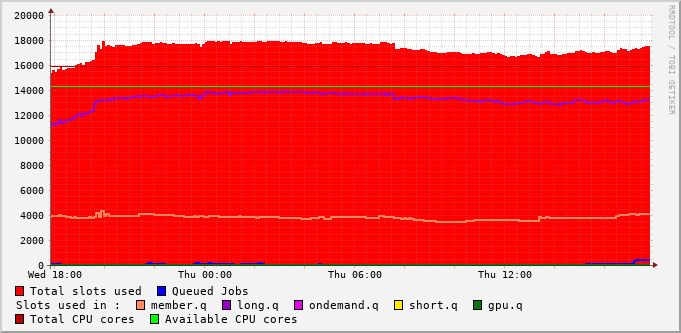 20000
18000
16000
14000
12000
10000
8000
6000
4000
2000
0
Wed 18:00 Thu 00:00 Thu 06:00 Thu 12:00
Total slots used Queued Jobs
Slots used in : member.q long.q ondemand.q short.q gpu.q
Total CPU cores Available CPU cores
RRDTOOL / TOBI OETIKER